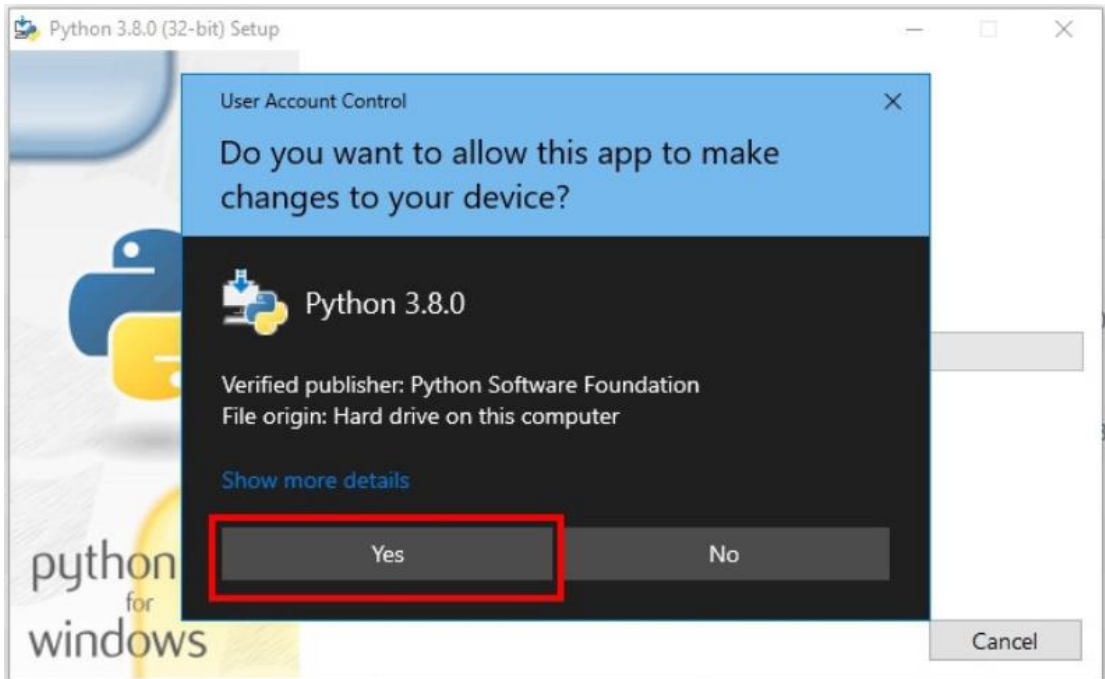 Python 3.8.0 (32-bit) Setup
User Account Control
Do you want to allow this app to make
changes to your device?
Python 3.8.0
Verified publisher: Python Software Foundation
File origin: Hard drive on this computer
Show more details
Yes
No
python
for
windows
Cancel